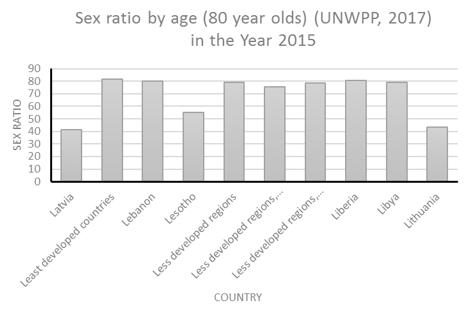 Sex ratio by age (80 year olds) (UNWPP, 2017)
in the Year 2015
SEX RATIO
90
80
70
60
50
40
30
20
10
0
Latvia
Least developed countries
Lebanon
Lesotho
Less developed regions
Less developed regions,...
Less developed regions,...
Liberia
Libya
Lithuania
COUNTRY